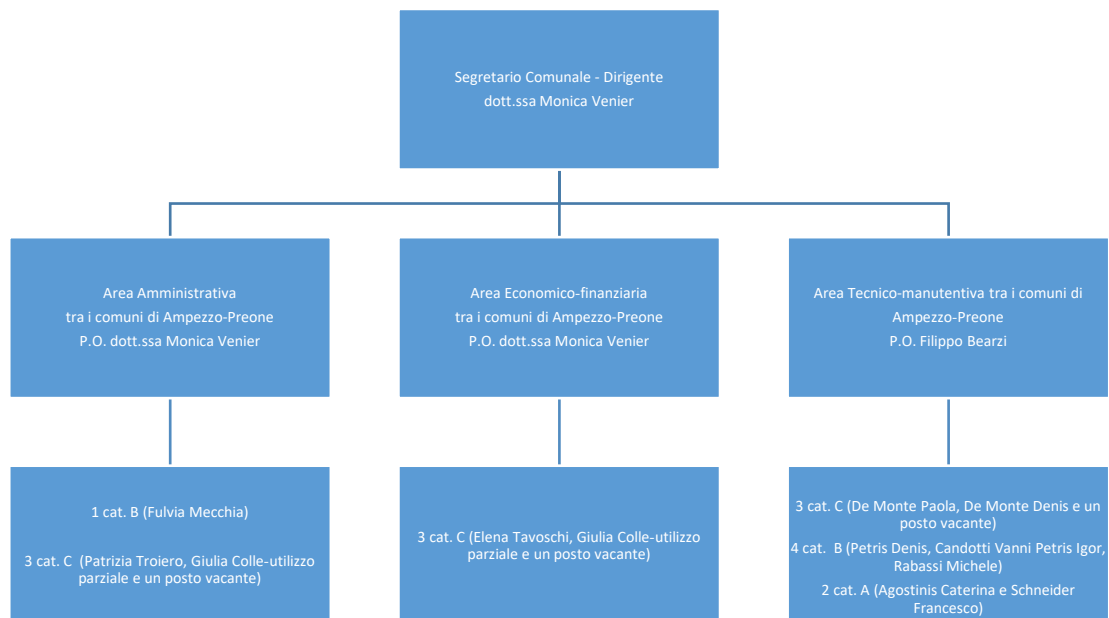 Segretario Comunale - Dirigente
dott.ssa Monica Venier
Area Amministrativa
tra i comuni di Ampezzo-Preone
P.O. dott.ssa Monica Venier
Area Economico-finanziaria
tra i comuni di Ampezzo-Preone
P.O. dott.ssa Monica Venier
Area Tecnico-manutentiva tra i comuni di
Ampezzo-Preone
P.O. Filippo Bearzi
1 cat. B (Fulvia Mecchia)
3 cat. C  (Patrizia Troiero, Giulia Colle-utilizzo
parziale e un posto vacante)
3 cat. C (Elena Tavoschi, Giulia Colle-utilizzo
parziale e un posto vacante)
3 cat. C (De Monte Paola, De Monte Denis e un
posto vacante)
4 cat.  B (Petris Denis, Candotti Vanni Petris Igor,
Rabassi Michele)
2 cat. A (Agostinis Caterina e Schneider
Francesco)